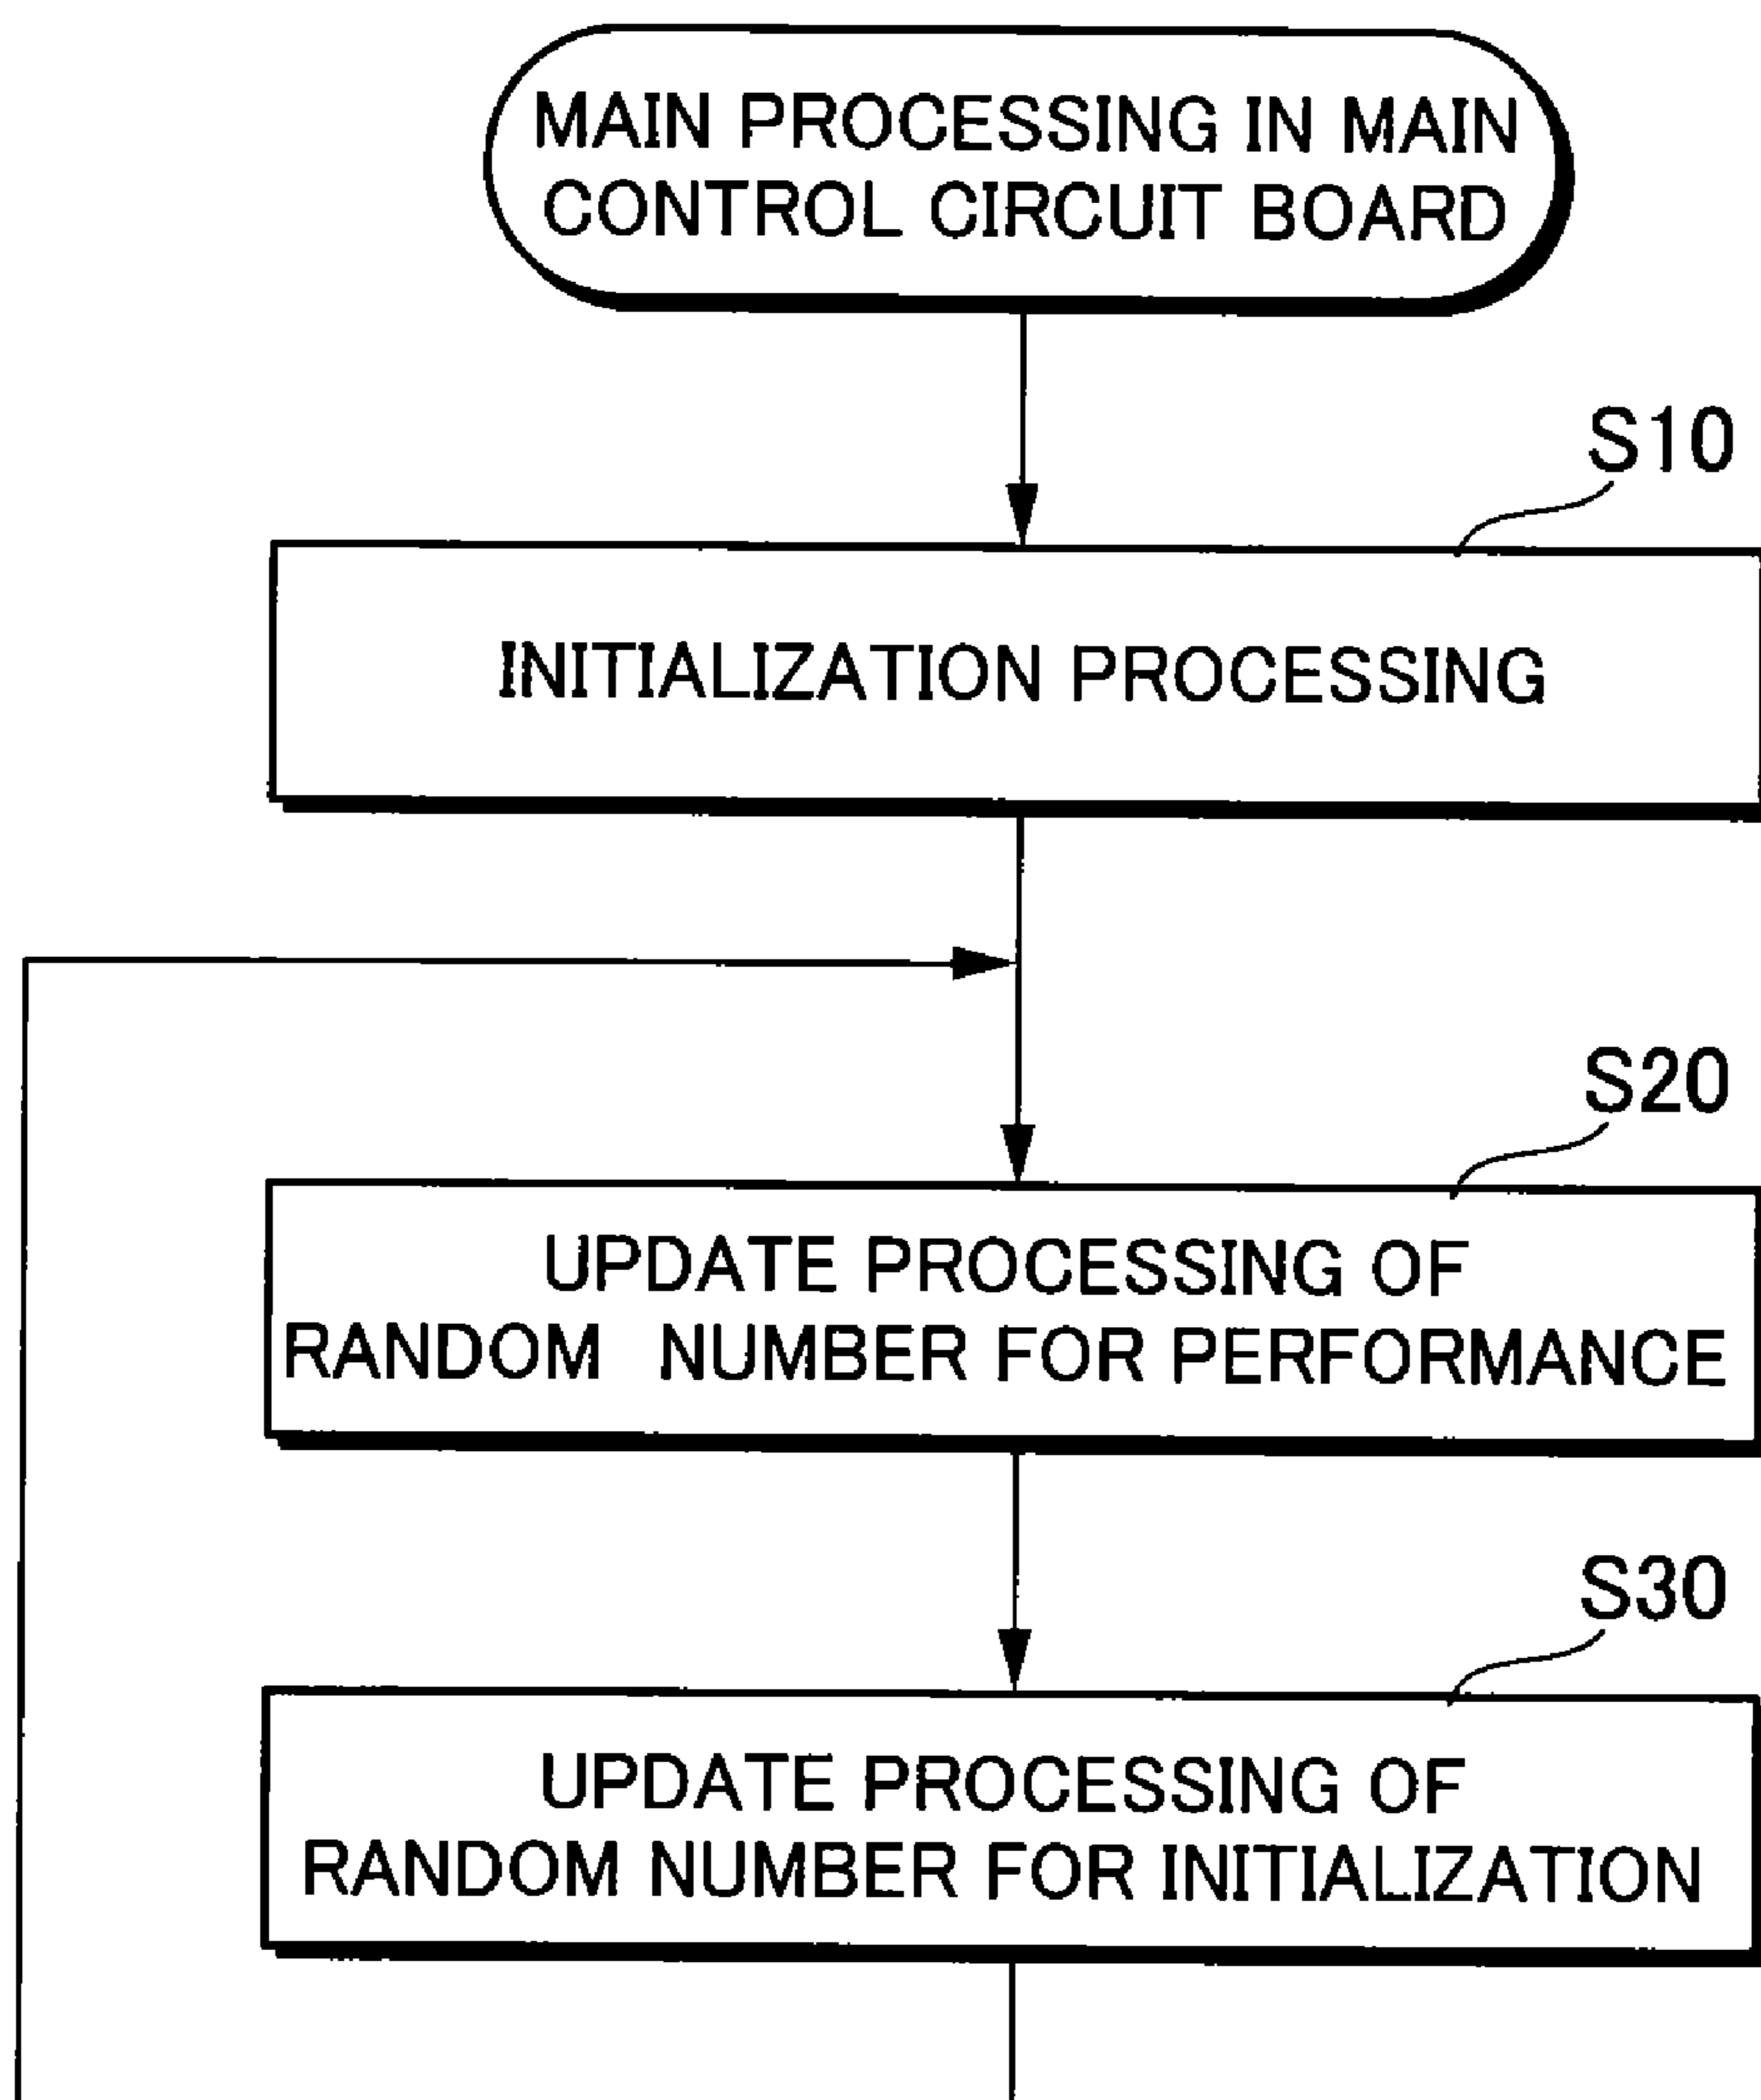 MAIN PROCESSING IN MAIN
CONTROL CIRCUIT BOARD
S10
INITIALIZATION PROCESSING
S20
UPDATE PROCESSING OF
RANDOM NUMBER FOR PERFORMANCE
S30
UPDATE PROCESSING OF
RANDOM NUMBER FOR INITIALIZATION